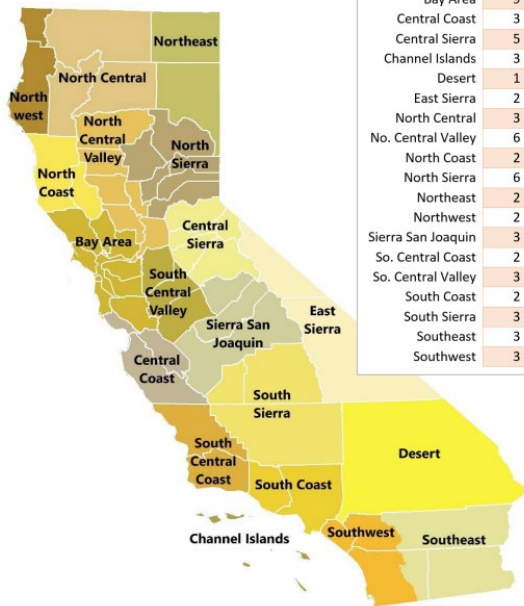 Bay Area
Central Coast 3
Central Sierra 5
Channel Islands 3
Desert 1
East Sierra 2
North Central 3
No. Central Valley 6
North Coast 2
North Sierra 6
Northeast 2
Northwest 2
Sierra San Joaquin 3
So. Central Coast 2
So. Central Valley 3
South Coast 2
South Sierra 3
Southeast 3
Southwest 3
Northeast
North Central
North
west
North
Central
Valley
North
Sierra
North
Coast
Bay Area
Central
Sierra
South
Central
Valley
East
Sierra
Sierra San
Joaquin
Central
Coast
South
Sierra
South
Central
Coast
Desert
South Coast
Southwest
Southeast
Channel Islands